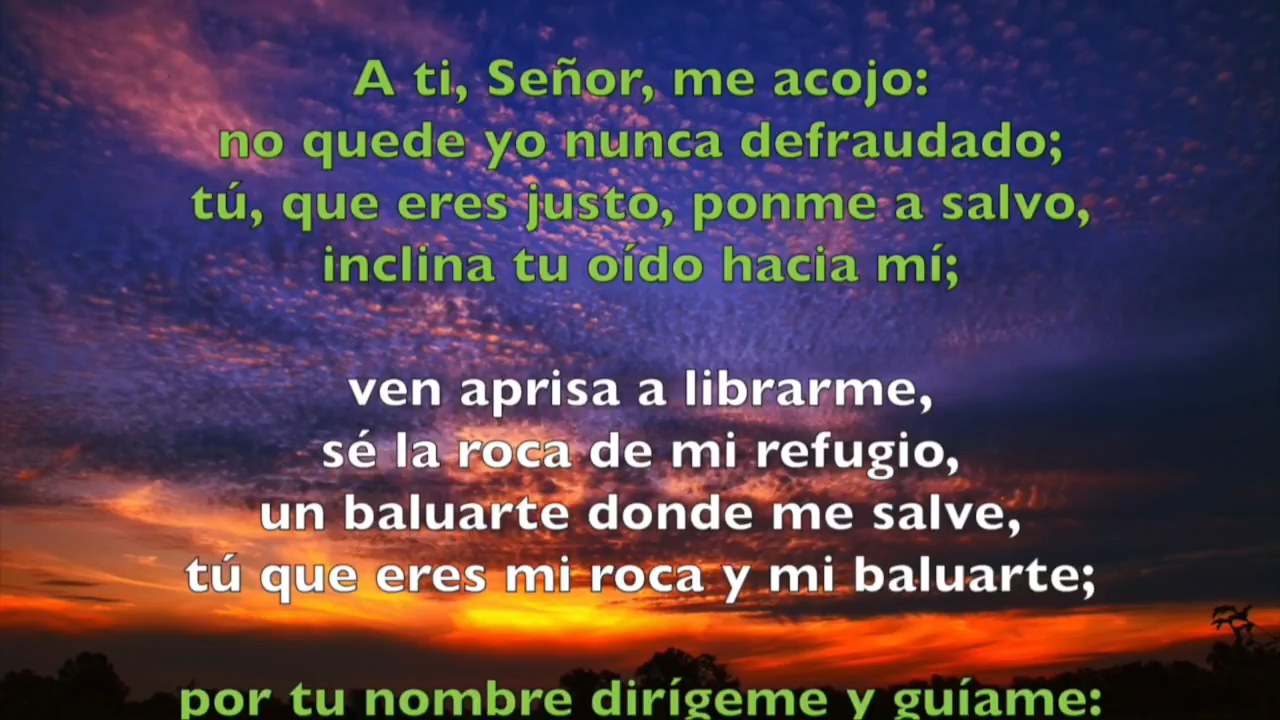 A ti, Señor, me acojo:
no quede yo nunca defraudado;
tú, que eres justo, ponme a salvo,
inclina tu oído hacia mí;
ven aprisa a librarme,
sé la roca de mi refugio,
un baluarte donde me salve,
tú que eres mi roca y mi baluarte;
por tu nombre dirígeme y guíame: